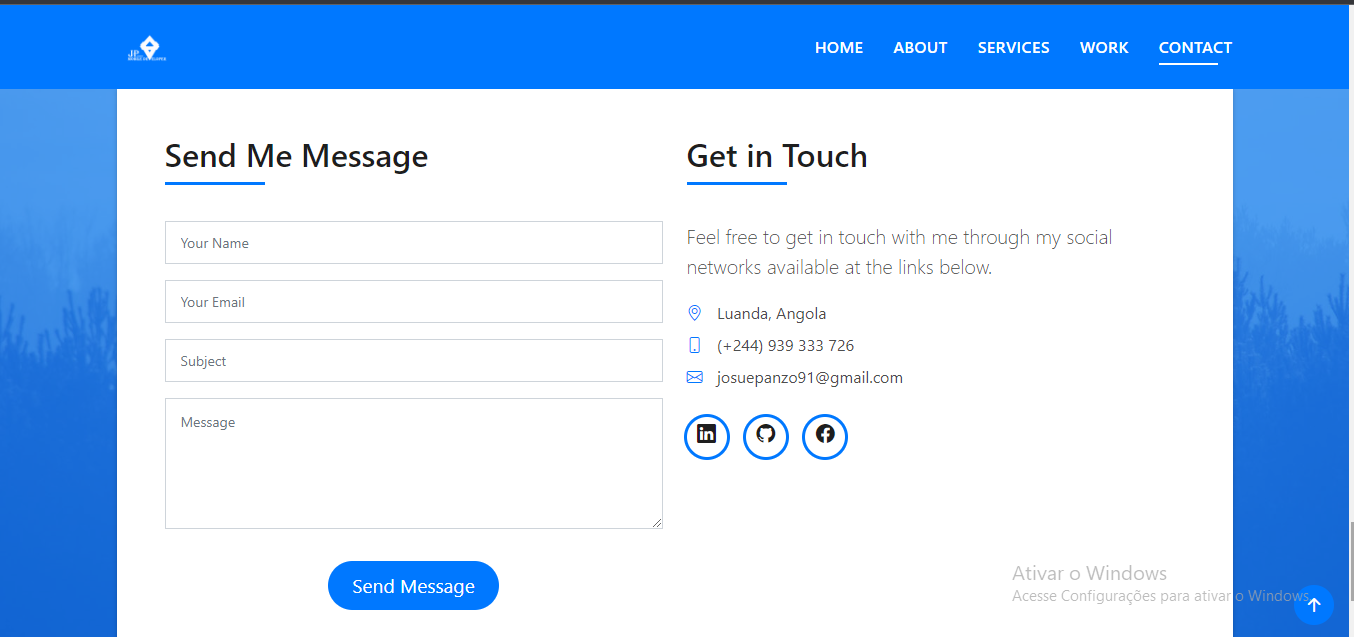 HOME ABOUT SERVICES WORK CONTACT
Send Me Message
Your Name
Your Email
Subject
Message
Send Message
Get in Touch
Feel free to get in touch with me through my social
networks available at the links below.
Luanda, Angola
(+244) 939 333 726
josuepanzo91@gmail.com
Ativar o Windows
Acesse Configurações para ativar o Windows.